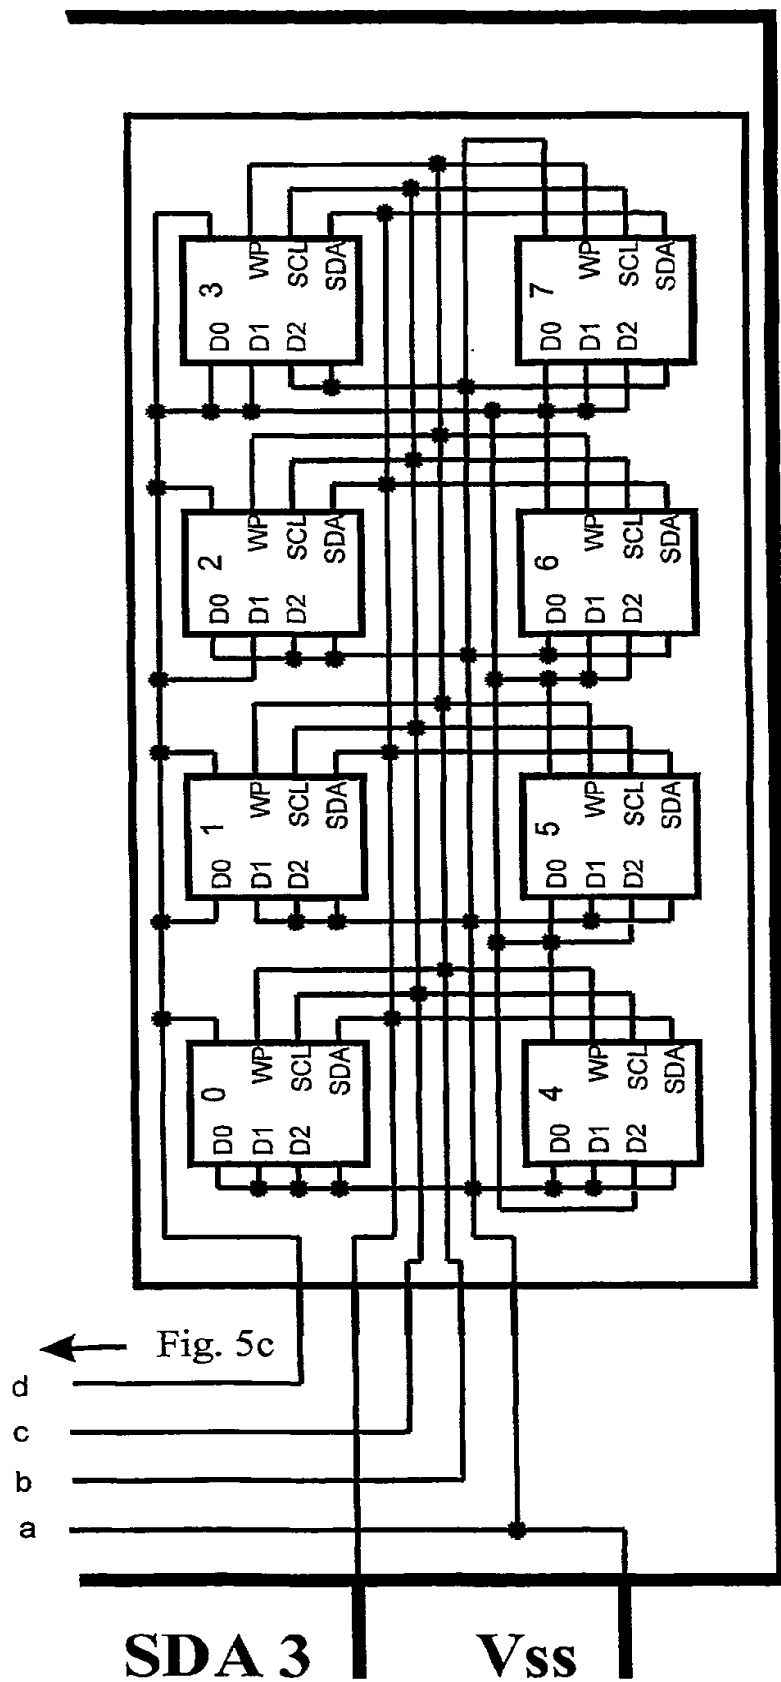 3
WP
SCL
SDA
D0
D1
D2
7
WP
SCL
SDA
D0
D1
D2
2
WP
SCL
SDA
D0
D1
D2
6
WP
SCL
SDA
D0
D1
D2
1
WP
SCL
SDA
D0
D1
D2
5
WP
SCL
SDA
D0
D1
D2
0
WP
SCL
SDA
D0
D1
D2
4
WP
SCL
SDA
D0
D1
D2
Fig. 5c
d
c
b
a
SDA 3
Vss